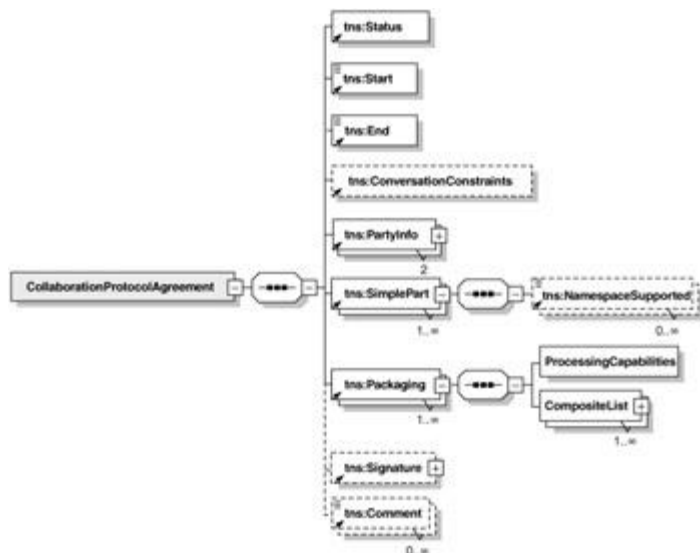 tns:Status
tns:Start
tns:End
tns:ConversationConstraints
tns:PartyInfo
2
CollaborationProtocolAgreement
tns:SimplePart
tns:NamespaceSupported
1..∞
0..∞
ProcessingCapabilities
tns:Packaging
CompositeList
1..∞
1..∞
tns:Signature
tns:Comment
0..∞